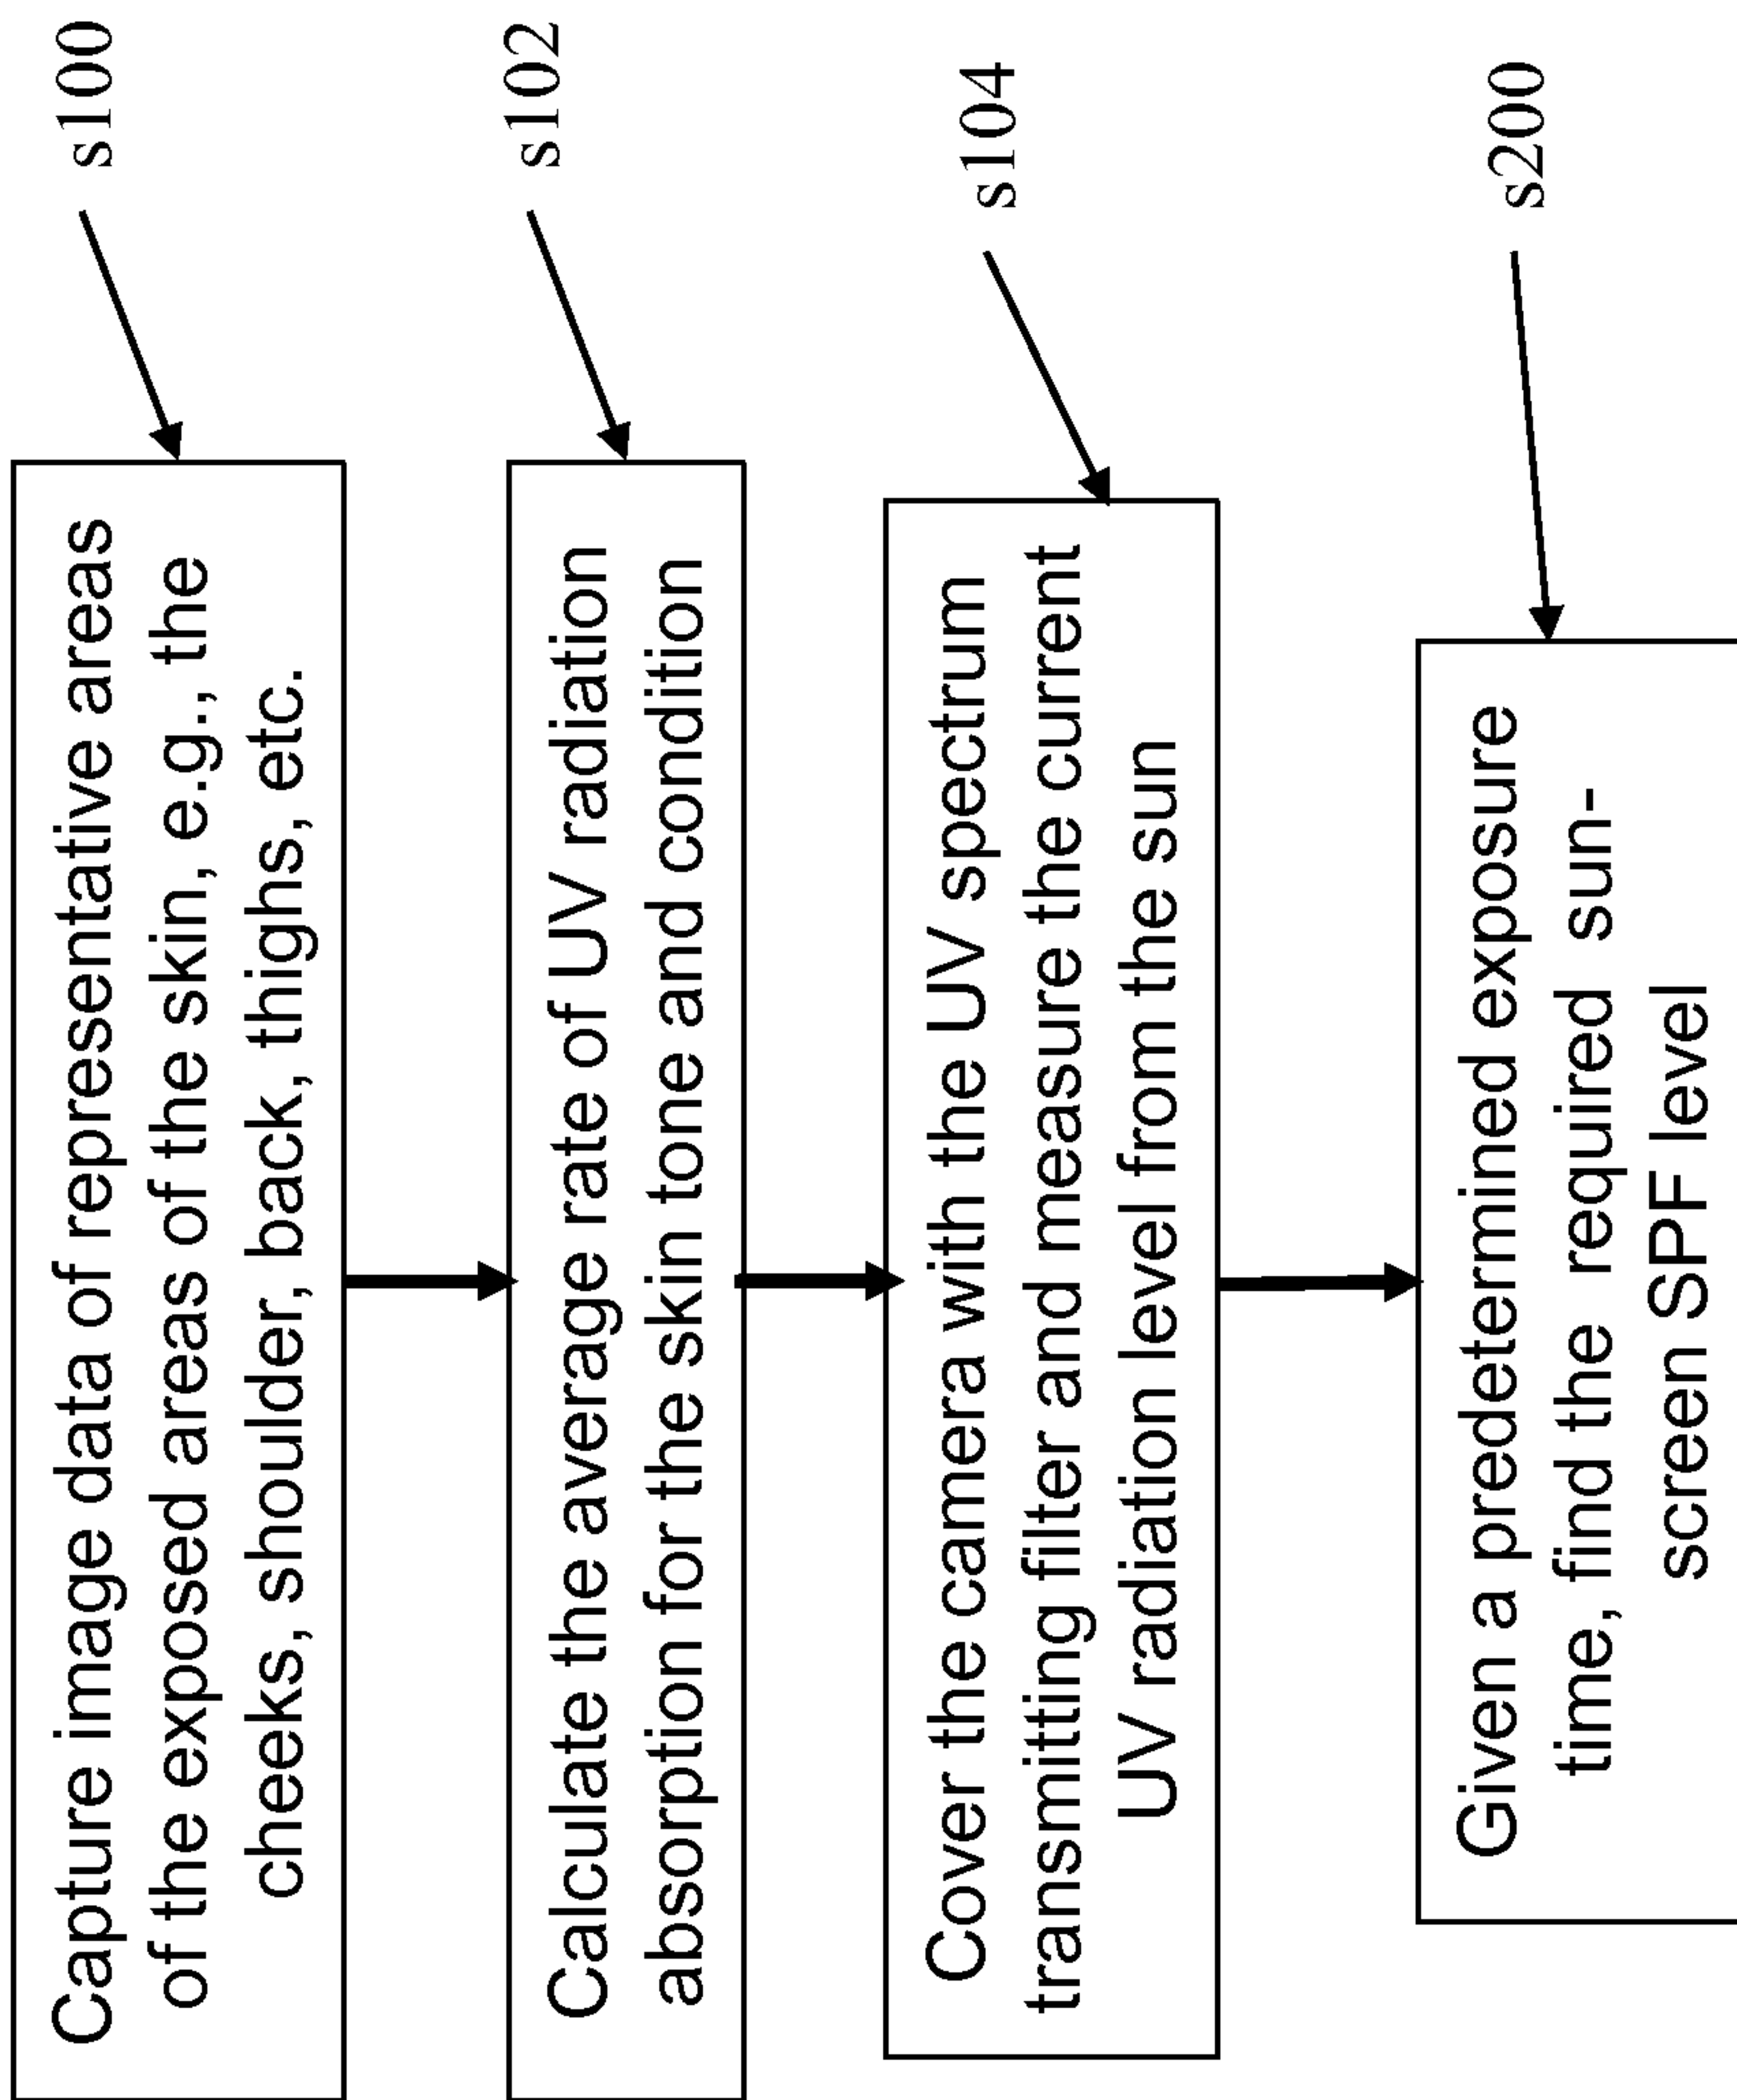 Capture image data of representative areas
of the exposed areas of the skin, e.g., the
cheeks, shoulder, back, thighs, etc.
s100
Calculate the average rate of UV radiation
absorption for the skin tone and condition
s102
Cover the camera with the UV spectrum
transmitting filter and measure the current
UV radiation level from the sun
s104
Given a predetermined exposure
time, find the required sun-
screen SPF level
s200